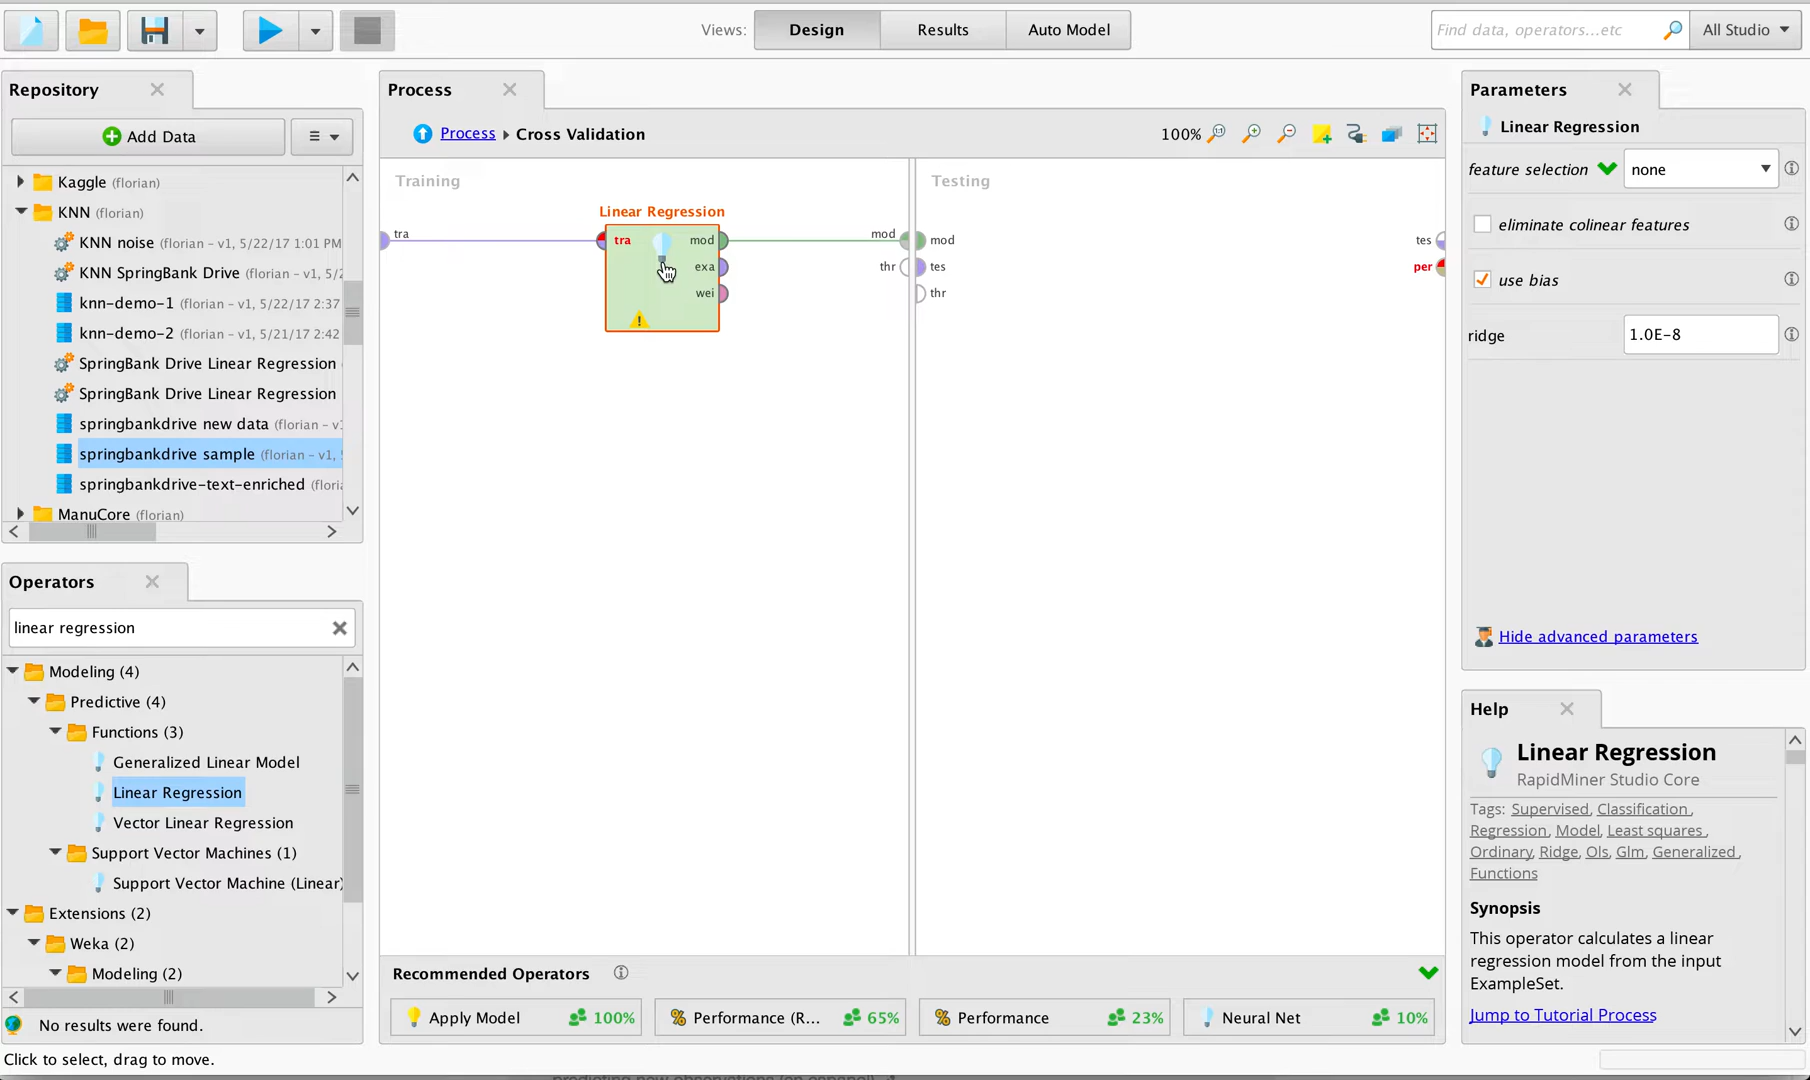 Views:
Design
Results
Auto Model
Find data, operators...etc
All Studio
Repository
Add Data
Kaggle (florian)
KNN (florian)
KNN noise (florian – v1, 5/22/17 1:01 PM
KNN SpringBank Drive (florian – v1, 5/2
knn-demo-1 (florian – v1, 5/22/17 2:37
knn-demo-2 (florian – v1, 5/21/17 2:42
SpringBank Drive Linear Regression
SpringBank Drive Linear Regression
springbankdrive new data (florian – v1
springbankdrive sample (florian – v1,
springbankdrive-text-enriched (flori
ManuCore (florian)
Operators
linear regression
Modeling (4)
Predictive (4)
Functions (3)
Generalized Linear Model
Linear Regression
Vector Linear Regression
Support Vector Machines (1)
Support Vector Machine (Linear)
Extensions (2)
Weka (2)
Modeling (2)
No results were found.
Click to select, drag to move.
Process
Process Cross Validation
100%
Training
Testing
Linear Regression
tra
tra
mod
exa
wei
mod
thr
mod
tes
thr
tes
per
Recommended Operators
Apply Model 100%
Performance (R... 65%
Performance 23%
Neural Net 10%
Parameters
Linear Regression
feature selection
none
eliminate colinear features
use bias
ridge
1.0E-8
Hide advanced parameters
Help
Linear Regression
RapidMiner Studio Core
Tags: Supervised, Classification,
Regression, Model, Least squares,
Ordinary, Ridge, Ols, Glm, Generalized,
Functions
Synopsis
This operator calculates a linear
regression model from the input
ExampleSet.
Jump to Tutorial Process